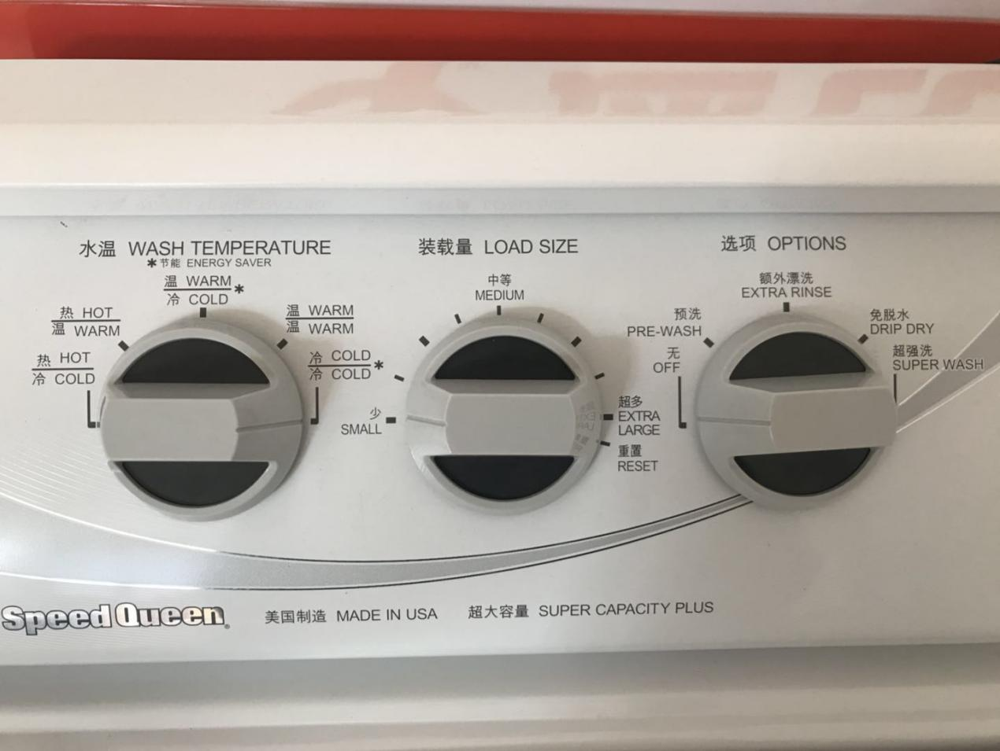 水温 WASH TEMPERATURE
*节能 ENERGY SAVER
温 WARM *
冷 COLD
热 HOT
温 WARM
温 WARM
温 WARM
热 HOT
冷 COLD
冷 COLD *
冷 COLD
装载量 LOAD SIZE
中等
MEDIUM
少
SMALL
超多
EXTRA
LARGE
重置
RESET
选项 OPTIONS
额外漂洗
EXTRA RINSE
预洗
PRE-WASH
免脱水
DRIP DRY
无
OFF
超强洗
SUPER WASH
Speed Queen®
美国制造 MADE IN USA
超大容量 SUPER CAPACITY PLUS